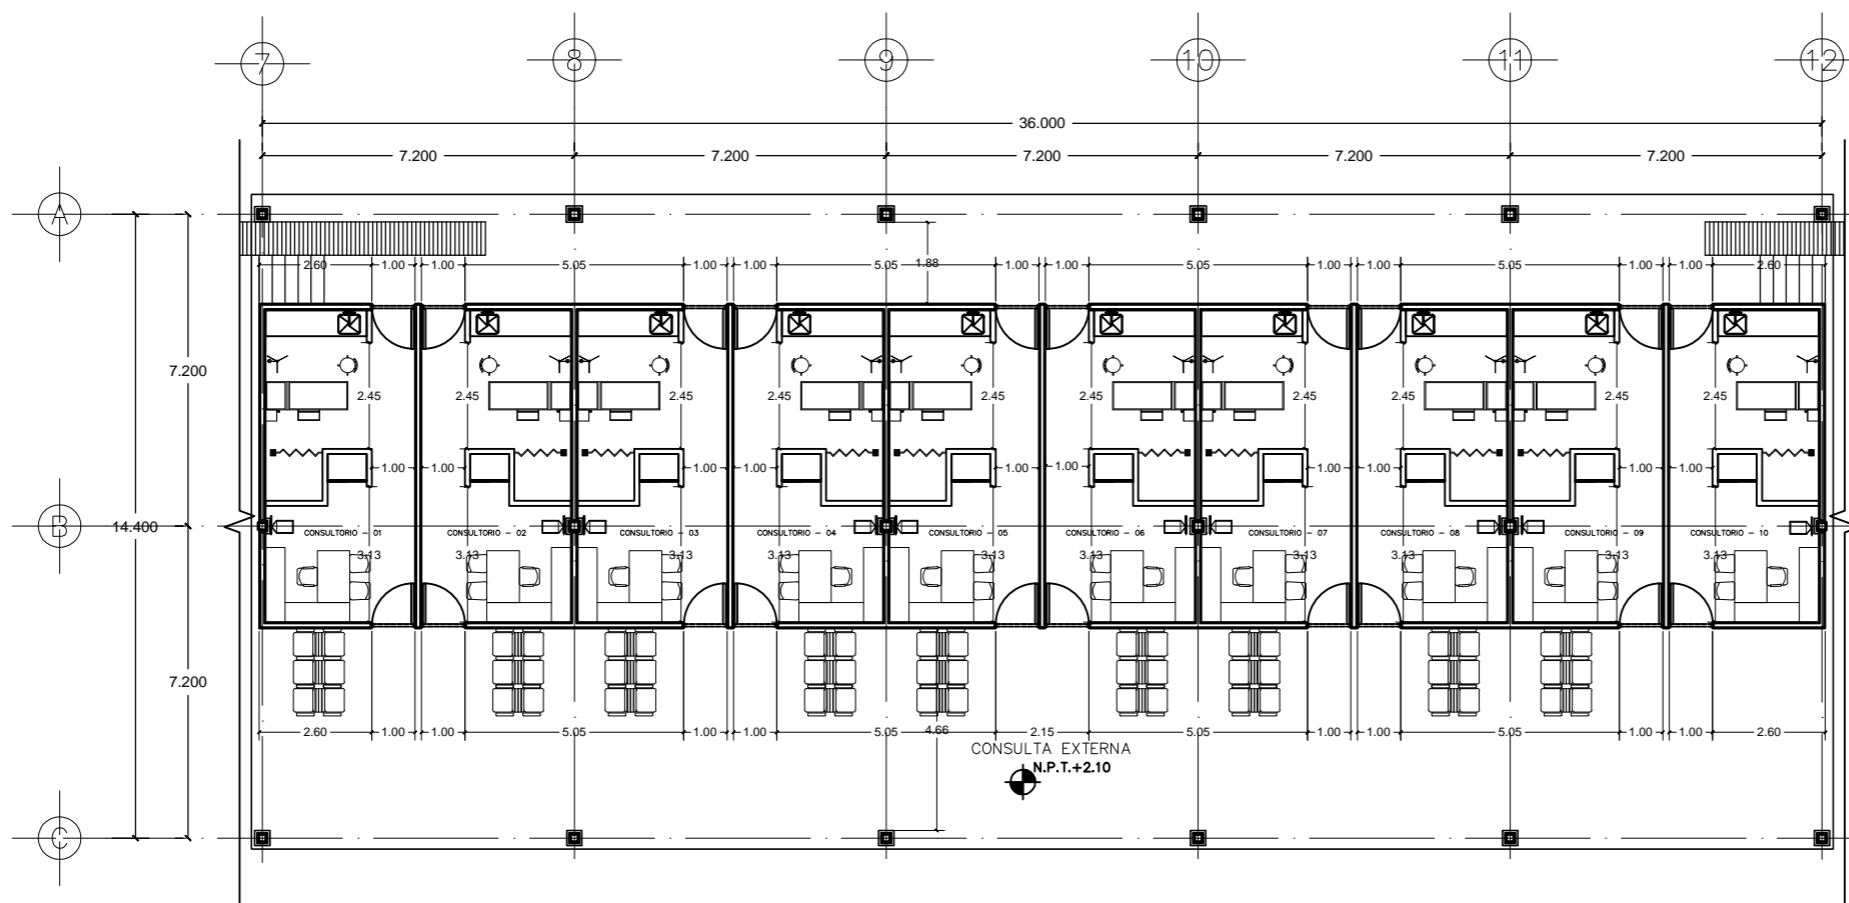 7 8 9 10 11 12
36.000
7.200 7.200 7.200 7.200 7.200
A
1.88
2.60 1.00 1.00 5.05 1.00 1.00 5.05 1.00 1.00 5.05 1.00 1.00 5.05 1.00 1.00 2.60
7.200
2.45 2.45 2.45 2.45 2.45 2.45 2.45 2.45 2.45 2.45
1.00 1.00 1.00 1.00 1.00 1.00 1.00 1.00 1.00 1.00
B
14.400
CONSULTORIO - 01 CONSULTORIO - 02 CONSULTORIO - 03 CONSULTORIO - 04 CONSULTORIO - 05 CONSULTORIO - 06 CONSULTORIO - 07 CONSULTORIO - 08 CONSULTORIO - 09 CONSULTORIO - 10
3.13 3.13 3.13 3.13 3.13 3.13 3.13 3.13 3.13 3.13
7.200
2.60 1.00 1.00 5.05 1.00 1.00 5.05 4.66 2.15 5.05 1.00 1.00 5.05 1.00 1.00 2.60
CONSULTA EXTERNA
N.P.T.+2.10
C